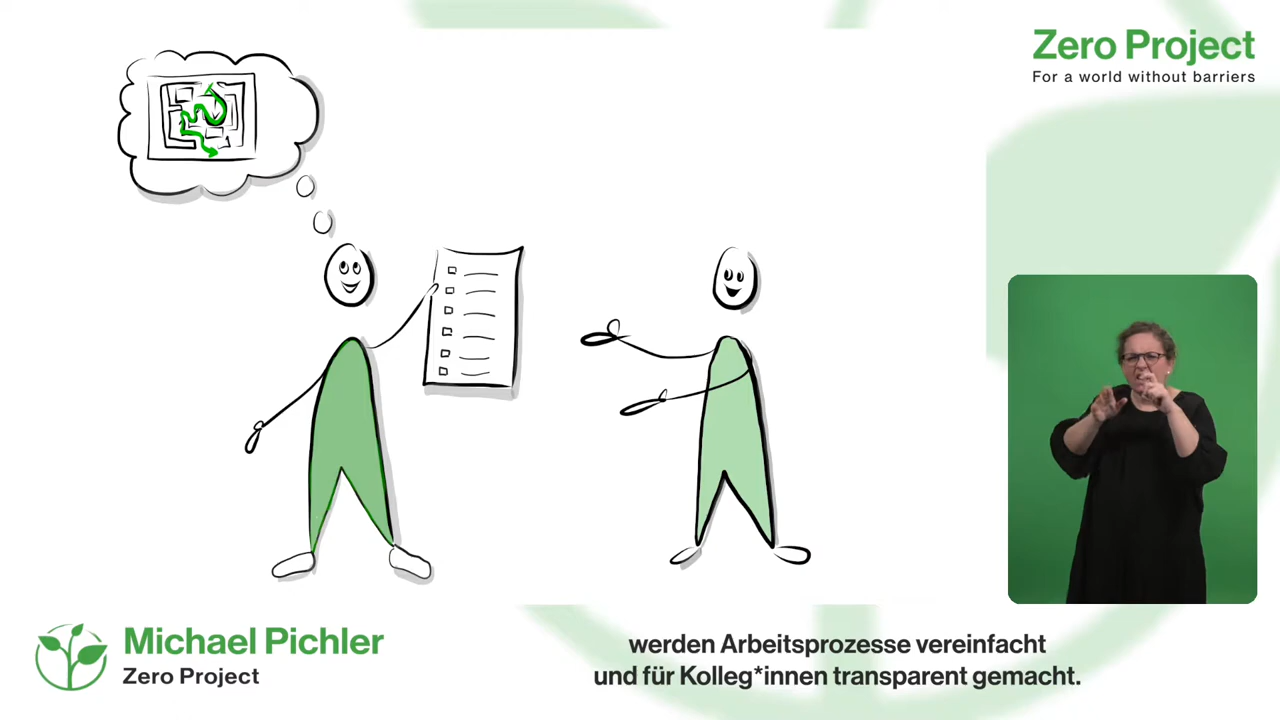 Zero Project
For a world without barriers
Michael Pichler
Zero Project
werden Arbeitsprozesse vereinfacht
und für Kolleg*innen transparent gemacht.